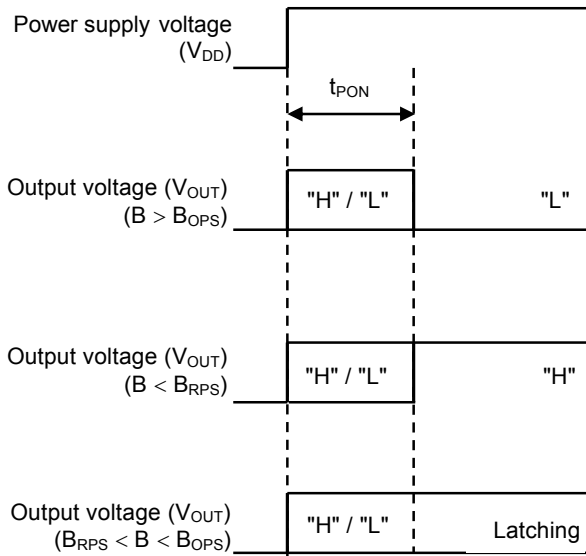 Power supply voltage
(VDD)
tPON
Output voltage (VOUT)
(B > BOPS)
"H" / "L"
"L"
Output voltage (VOUT)
(B < BRPS)
"H" / "L"
"H"
Output voltage (VOUT)
(BRPS < B < BOPS)
"H" / "L"
Latching